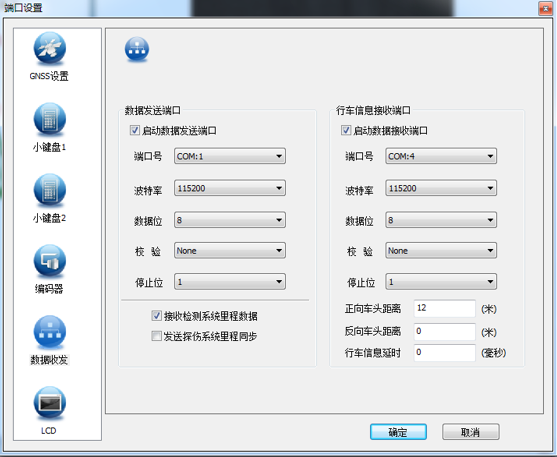 端口设置
GNSS设置
小键盘1
小键盘2
编码器
数据收发
LCD
数据发送端口
启动数据发送端口
端口号 COM:1
波特率 115200
数据位 8
校 验 None
停止位 1
接收检测系统里程数据
发送探伤系统里程同步
行车信息接收端口
启动数据接收端口
端口号 COM:4
波特率 115200
数据位 8
校 验 None
停止位 1
正向车头距离 12 (米)
反向车头距离 0 (米)
行车信息延时 0 (毫秒)
确定
取消